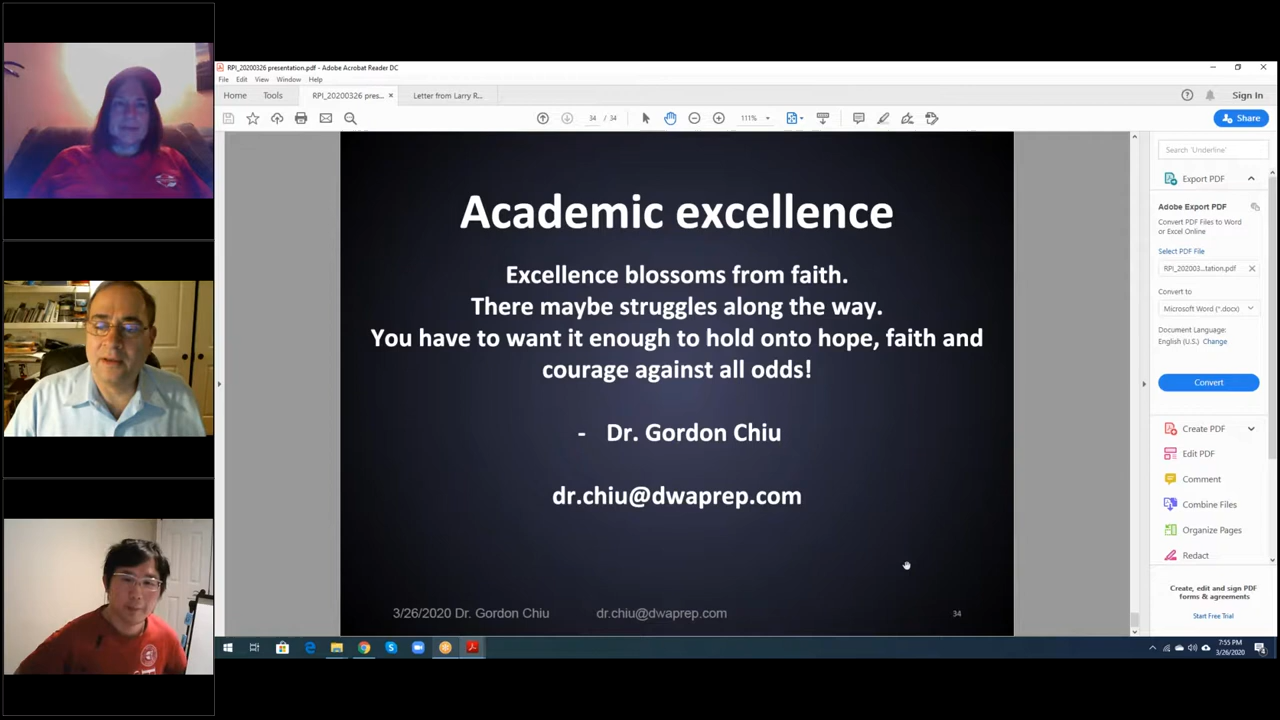 RPI_20200326 presentation.pdf - Adobe Acrobat Reader DC
File Edit View Window Help
Home Tools RPI_20200326 pres... × Letter from Larry R... Sign In
34 / 34 111% Share
Academic excellence
Excellence blossoms from faith.
There maybe struggles along the way.
You have to want it enough to hold onto hope, faith and
courage against all odds!
- Dr. Gordon Chiu
dr.chiu@dwaprep.com
3/26/2020 Dr. Gordon Chiu dr.chiu@dwaprep.com 34
Search 'Underline'
Export PDF
Adobe Export PDF
Convert PDF Files to Word
or Excel Online
Select PDF File
RPI_202003...tation.pdf ×
Convert to
Microsoft Word (*.docx)
Document Language:
English (U.S.) Change
Convert
Create PDF
Edit PDF
Comment
Combine Files
Organize Pages
Redact
Create, edit and sign PDF
forms & agreements
Start Free Trial
7:55 PM
3/26/2020